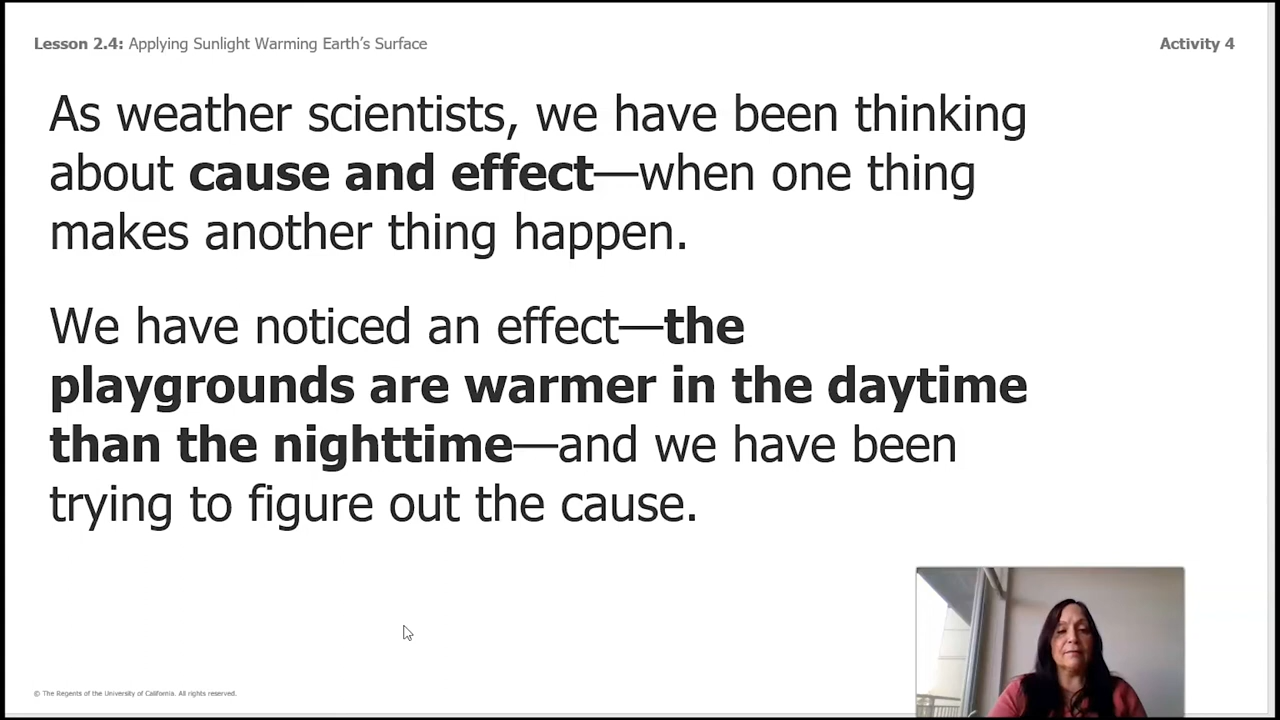 Lesson 2.4: Applying Sunlight Warming Earth's Surface
Activity 4
As weather scientists, we have been thinking
about cause and effect—when one thing
makes another thing happen.
We have noticed an effect—the
playgrounds are warmer in the daytime
than the nighttime—and we have been
trying to figure out the cause.
© The Regents of the University of California. All rights reserved.